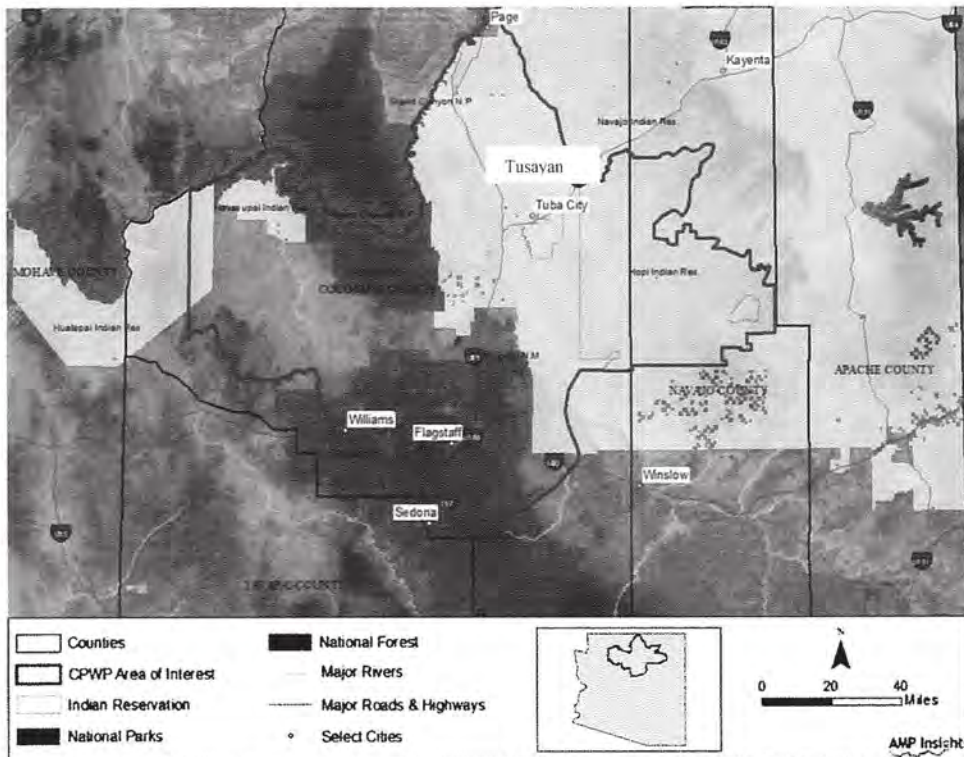 Page
Kayenta
Navajo Indian Res.
Tusayan
Tuba City
MOHAVE COUNTY
Hopi Indian Res.
Hualapai Indian Res.
APACHE COUNTY
NAVAJO COUNTY
Williams
Flagstaff
Winslow
Sedona
Counties
CPWP Area of Interest
Indian Reservation
National Parks
National Forest
Major Rivers
Major Roads & Highways
Select Cities
N
0 20 40
Miles
AMP Insight